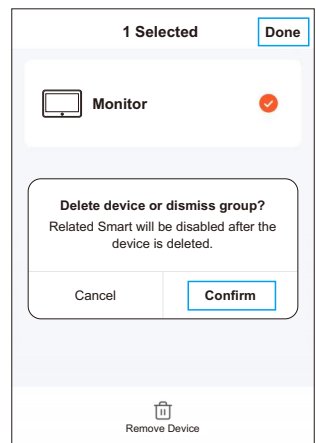 1 Selected
Done
Monitor
Delete device or dismiss group?
Related Smart will be disabled after the
device is deleted.
Cancel
Confirm
Remove Device